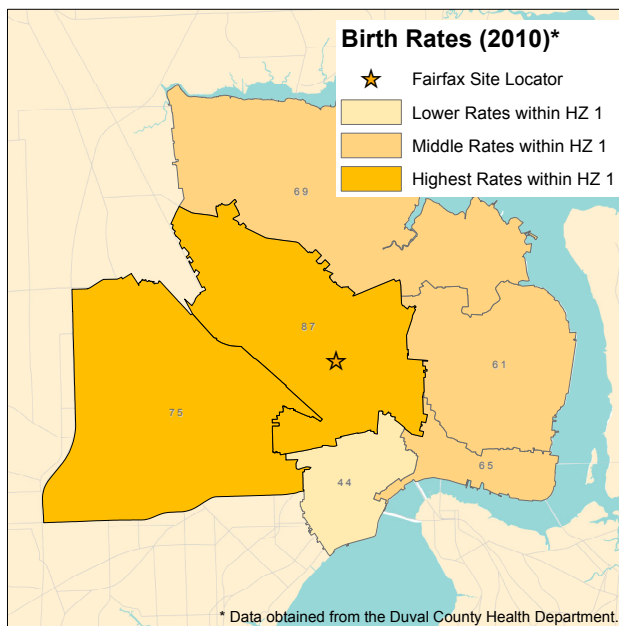 Birth Rates (2010)*
Fairfax Site Locator
Lower Rates within HZ 1
Middle Rates within HZ 1
Highest Rates within HZ 1
69
87
61
75
65
44
* Data obtained from the Duval County Health Department.